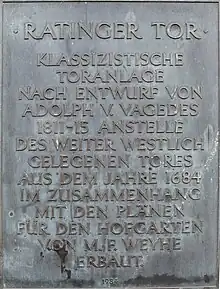 · RATINGER TOR ·
KLASSIZISTISCHE
TORANLAGE
NACH ENTWURF VON
ADOLPH V. VAGEDES
1811-15 ANSTELLE
DES WEITER WESTLICH
GELEGENEN TORES
AUS DEM JAHRE 1684
IM ZUSAMMENHANG
MIT DEN PLÄNEN
FÜR DEN HOFGARTEN
VON M.F. WEYHE
ERBAUT.